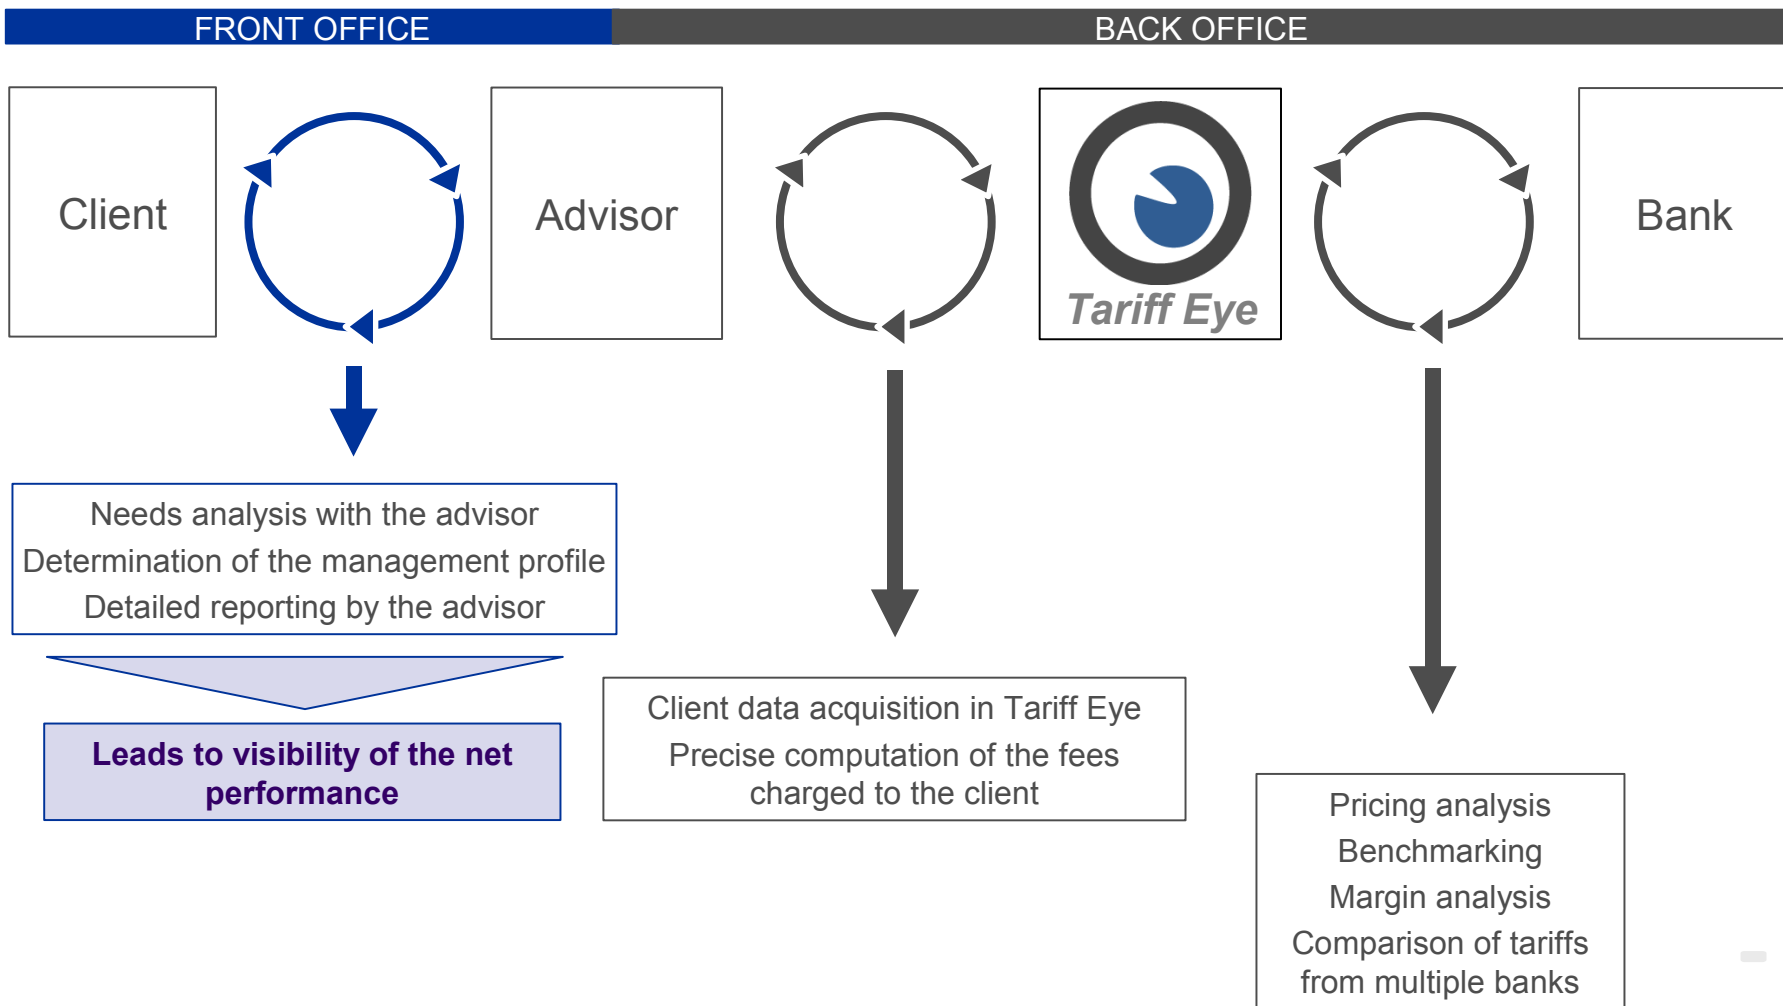 FRONT OFFICE
BACK OFFICE
Client
Advisor
Tariff Eye
Bank
Needs analysis with the advisor
Determination of the management profile
Detailed reporting by the advisor
Leads to visibility of the net
performance
Client data acquisition in Tariff Eye
Precise computation of the fees
charged to the client
Pricing analysis
Benchmarking
Margin analysis
Comparison of tariffs
from multiple banks